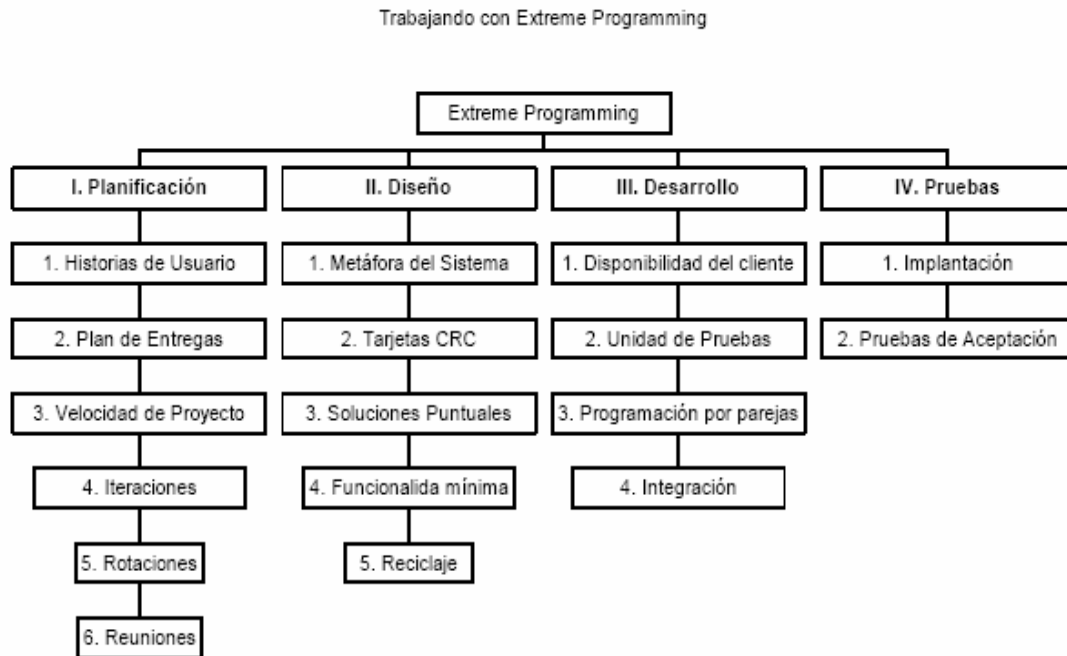 Trabajando con Extreme Programming
Extreme Programming
I. Planificación
II. Diseño
III. Desarrollo
IV. Pruebas
1. Historias de Usuario
1. Metáfora del Sistema
1. Disponibilidad del cliente
1. Implantación
2. Plan de Entregas
2. Tarjetas CRC
2. Unidad de Pruebas
2. Pruebas de Aceptación
3. Velocidad de Proyecto
3. Soluciones Puntuales
3. Programación por parejas
4. Iteraciones
4. Funcionalida mínima
4. Integración
5. Rotaciones
5. Reciclaje
6. Reuniones